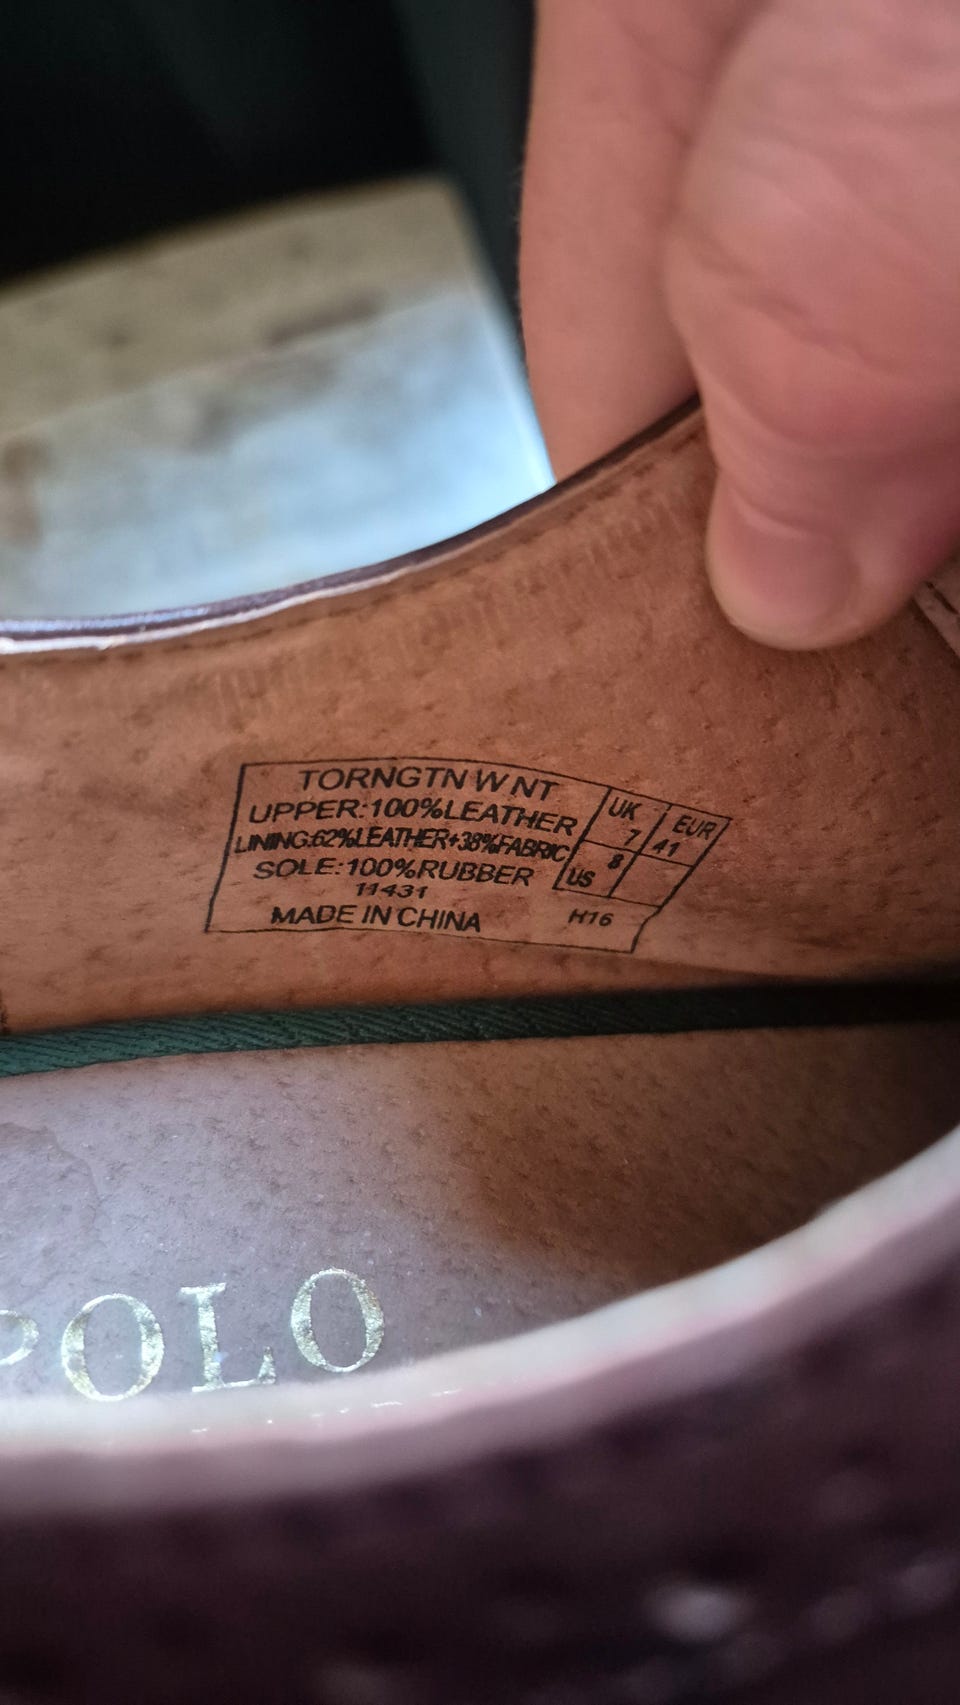 TORNGTN W NT
UPPER:100%LEATHER
LINING:62%LEATHER+38%FABRIC
SOLE:100%RUBBER
11431
MADE IN CHINA
UK EUR
7 41
8
US
H16
POLO